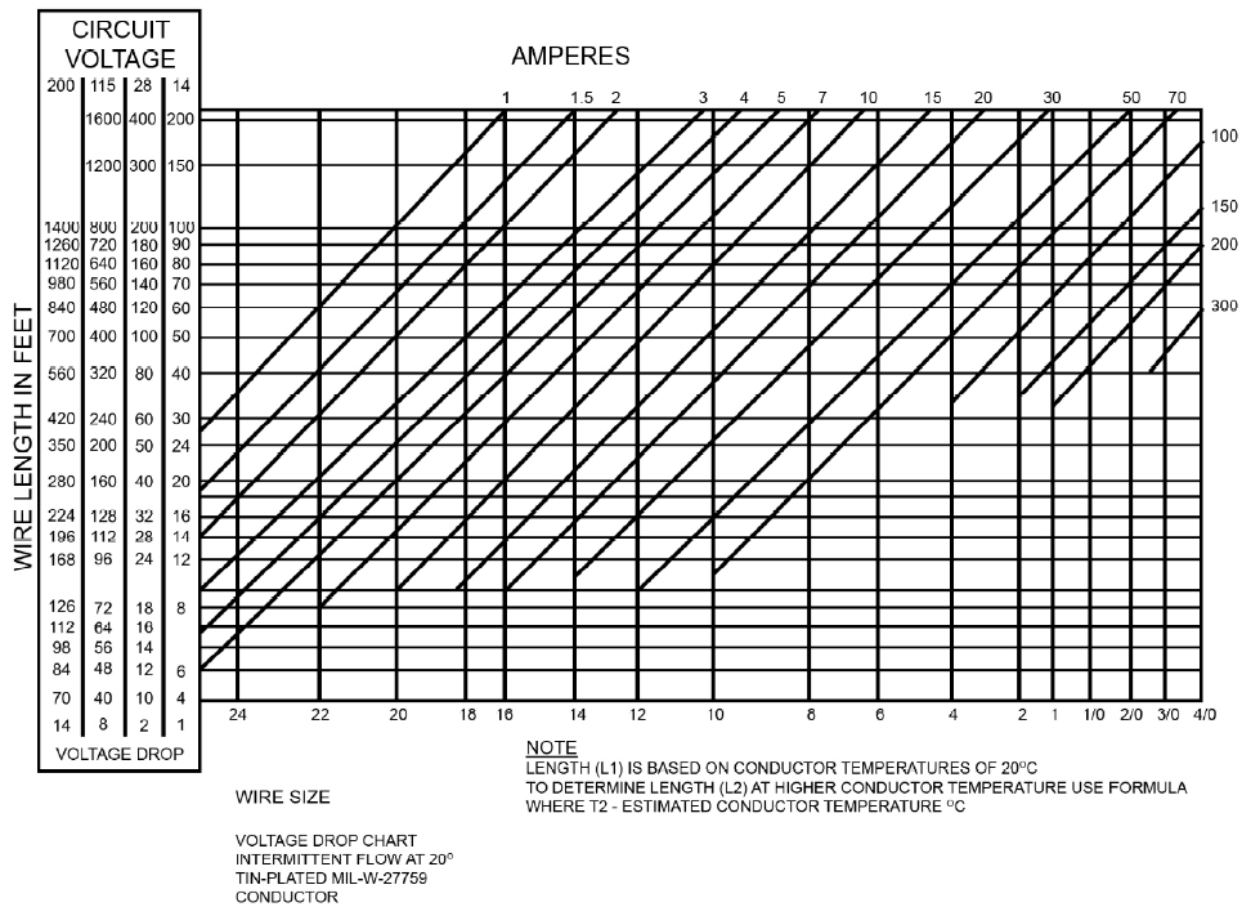 CIRCUIT
VOLTAGE
AMPERES
200 115 28 14
1 1.5 2 3 4 5 7 10 15 20 30 50 70
1600 400 200
100
1200 300 150
150
1400 800 200 100
1260 720 180 90
200
1120 640 160 80
980 560 140 70
840 480 120 60
300
700 400 100 50
560 320 80 40
420 240 60 30
350 200 50 24
280 160 40 20
224 128 32 16
196 112 28 14
168 96 24 12
126 72 18 8
112 64 16
98 56 14
84 48 12 6
70 40 10 4
14 8 2 1
WIRE LENGTH IN FEET
24 22 20 18 16 14 12 10 8 6 4 2 1 1/0 2/0 3/0 4/0
VOLTAGE DROP
NOTE
LENGTH (L1) IS BASED ON CONDUCTOR TEMPERATURES OF 20°C
TO DETERMINE LENGTH (L2) AT HIGHER CONDUCTOR TEMPERATURE USE FORMULA
WHERE T2 - ESTIMATED CONDUCTOR TEMPERATURE °C
WIRE SIZE
VOLTAGE DROP CHART
INTERMITTENT FLOW AT 20°
TIN-PLATED MIL-W-27759
CONDUCTOR